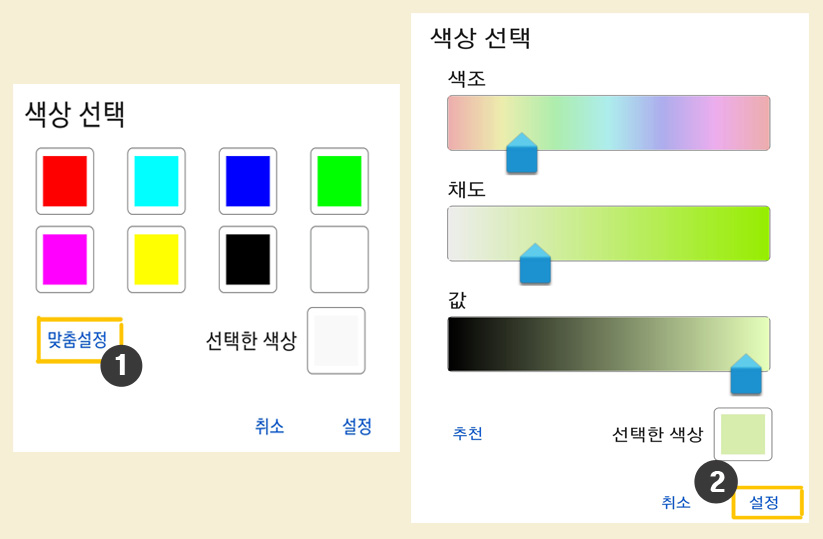 색상 선택
맞춤설정
1
선택한 색상
취소 설정
색상 선택
색조
채도
값
추천 선택한 색상
2
취소 설정